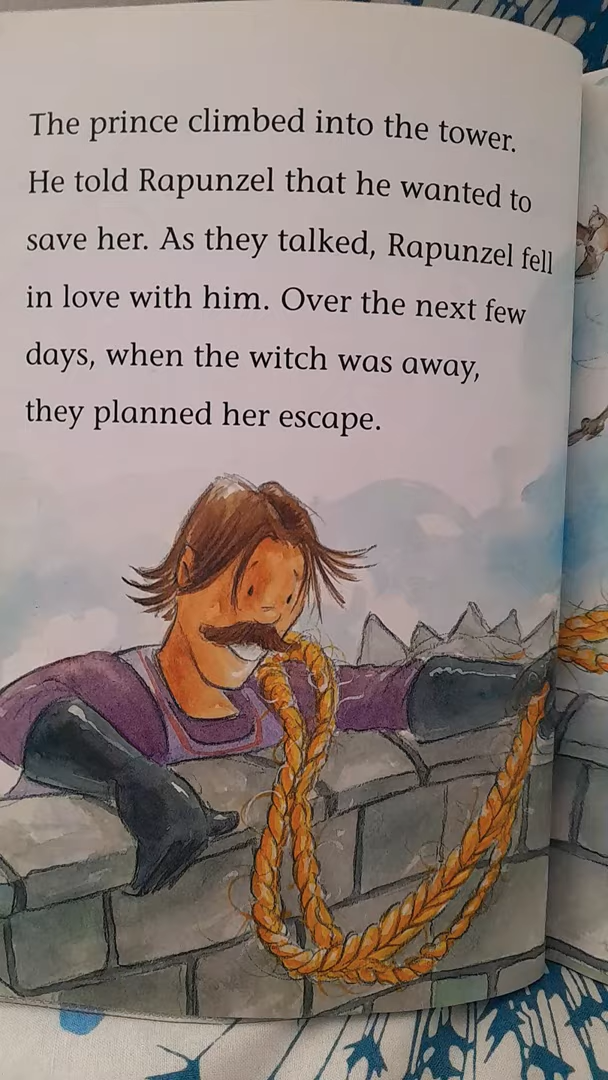 The prince climbed into the tower.
He told Rapunzel that he wanted to
save her. As they talked, Rapunzel fell
in love with him. Over the next few
days, when the witch was away,
they planned her escape.